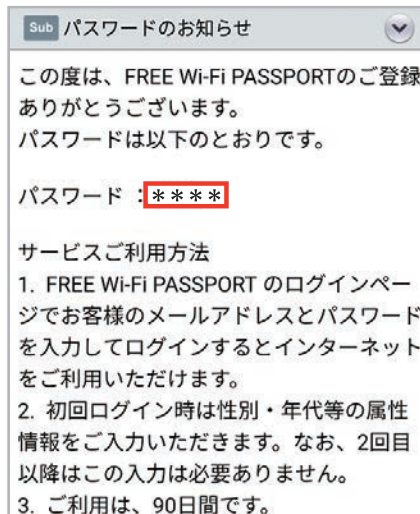 Sub パスワードのお知らせ
この度は、FREE Wi-Fi PASSPORTのご登録
ありがとうございます。
パスワードは以下のとおりです。
パスワード :＊＊＊＊
サービスご利用方法
1. FREE Wi-Fi PASSPORT のログインペー
ジでお客様のメールアドレスとパスワード
を入力してログインするとインターネット
をご利用いただけます。
2. 初回ログイン時は性別・年代等の属性
情報をご入力いただきます。なお、2回目
以降はこの入力は必要ありません。
3. ご利用は、90日間です。